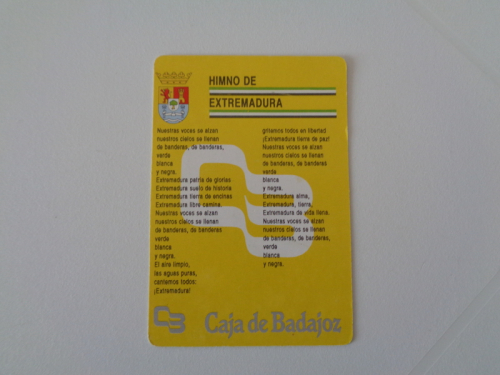 HIMNO DE
EXTREMADURA
Nuestras voces se alzan
nuestros cielos se llenan
de banderas, de banderas,
verde
blanca
y negra.
Extremadura patria de glorias
Extremadura suelo de historia
Extremadura tierra de encinas
Extremadura libre camina.
Nuestras voces se alzan
nuestros cielos se llenan
de banderas, de banderas
verde
blanca
y negra.
El aire limpio,
las aguas puras,
cantemos todos:
¡Extremadura!
gritemos todos en libertad
¡Extremadura tierra de paz!
Nuestras voces se alzan
nuestros cielos se llenan
de banderas, de banderas,
verde
blanca,
y negra.
Extremadura alma,
Extremadura, tierra,
Extremadura de vida llena.
Nuestras voces se alzan
nuestros cielos se llenan
de banderas, de banderas,
verde
blanca
y negra.
CB Caja de Badajoz